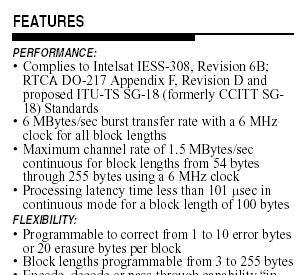 FEATURES
PERFORMANCE:
• Complies to Intelsat IESS-308, Revision 6B;
RTCA DO-217 Appendix F, Revision D and
proposed ITU-TS SG-18 (formerly CCITT SG-
18) Standards
• 6 MBytes/sec burst transfer rate with a 6 MHz
clock for all block lengths
• Maximum channel rate of 1.5 MBytes/sec
continuous for block lengths from 54 bytes
through 255 bytes using a 6 MHz clock
• Processing latency time less than 101 µsec in
continuous mode for a block length of 100 bytes
FLEXIBILITY:
• Programmable to correct from 1 to 10 error bytes
or 20 erasure bytes per block
• Block lengths programmable from 3 to 255 bytes
• Encode, decode or pass-through capability "in